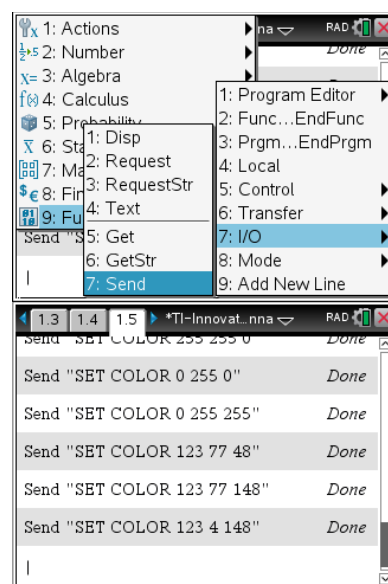 1: Actions
na
RAD
2: Number
Done
3: Algebra
4: Calculus
1: Program Editor
5: Probability
2: Func...EndFunc
6: Sta
1: Disp
3: Prgm...EndPrgm
7: Ma
2: Request
4: Local
8: Fin
3: RequestStr
5: Control
9: Fu
4: Text
6: Transfer
Send "S
5: Get
7: I/O
6: GetStr
8: Mode
7: Send
9: Add New Line
1.3 1.4 1.5 *TI-Innovat...nna RAD
Send "SET COLOR 255 255 0" Done
Send "SET COLOR 0 255 0" Done
Send "SET COLOR 0 255 255" Done
Send "SET COLOR 123 77 48" Done
Send "SET COLOR 123 77 148" Done
Send "SET COLOR 123 4 148" Done